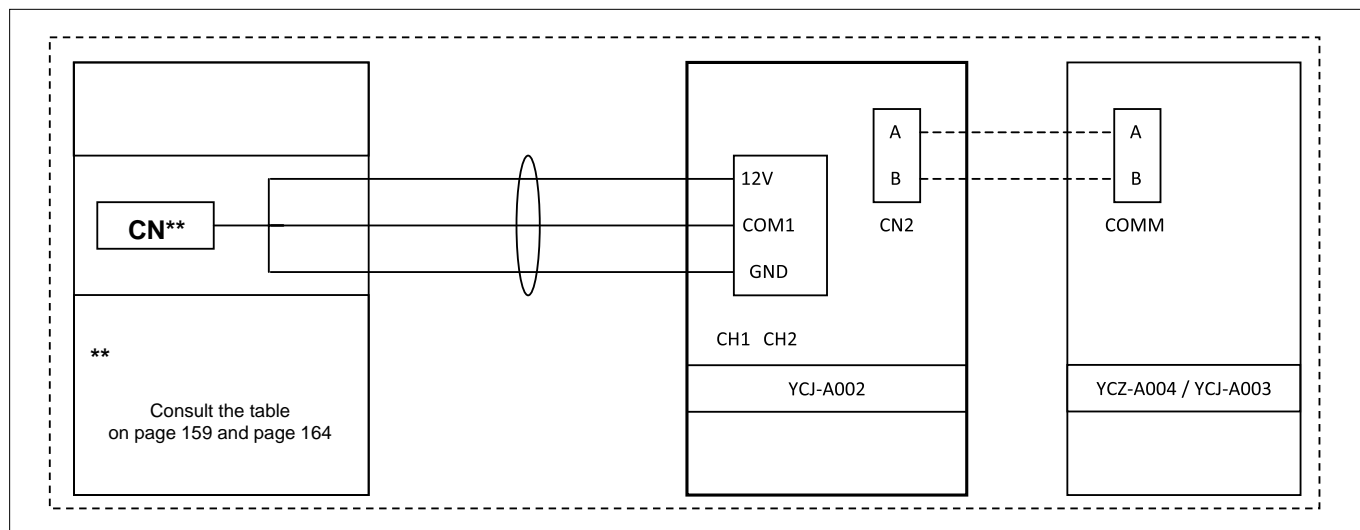 CN**
**
Consult the table
on page 159 and page 164
12V
COM1
GND
A
B
CN2
CH1 CH2
YCJ-A002
A
B
COMM
YCZ-A004 / YCJ-A003